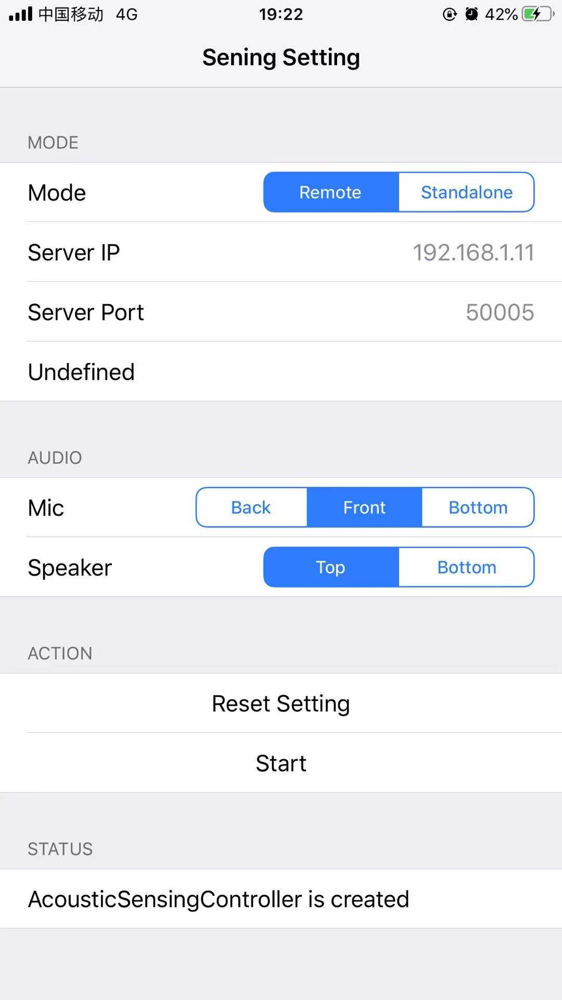 中国移动 4G 19:22 42%
Sening Setting
MODE
Mode Remote Standalone
Server IP 192.168.1.11
Server Port 50005
Undefined
AUDIO
Mic Back Front Bottom
Speaker Top Bottom
ACTION
Reset Setting
Start
STATUS
AcousticSensingController is created